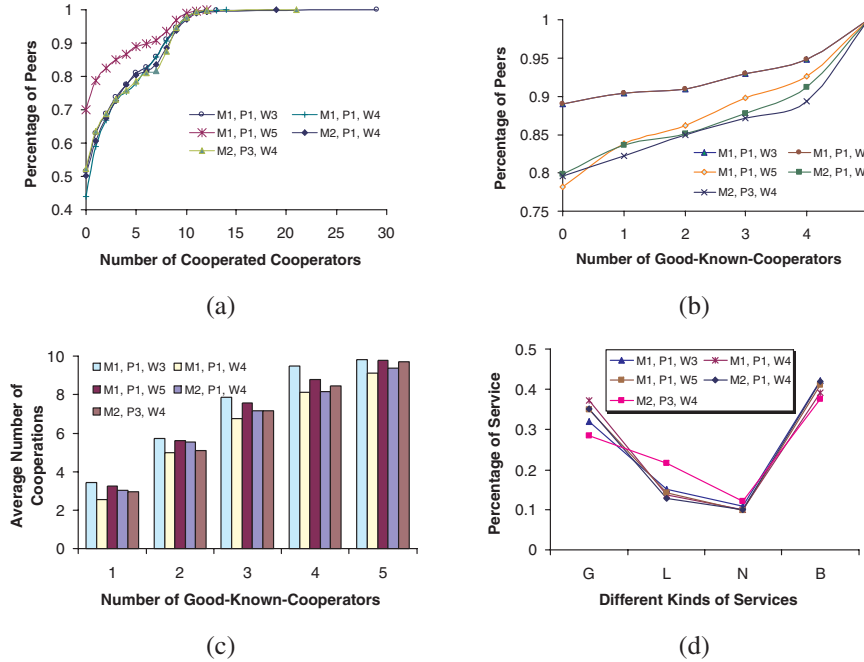 1
0.9
0.8
0.7
0.6
0.5
0.4
Percentage of Peers
M1, P1, W3
M1, P1, W4
M1, P1, W5
M2, P1, W4
M2, P3, W4
0 5 10 15 20 25 30
Number of Cooperated Cooperators
(a)
1
0.95
0.9
0.85
0.8
0.75
Percentage of Peers
M1, P1, W3
M1, P1, W
M1, P1, W5
M2, P1, W
M2, P3, W4
0 1 2 3 4
Number of Good-Known-Cooperators
(b)
10
8
6
4
2
0
Average Number of
Cooperations
M1, P1, W3
M1, P1, W4
M1, P1, W5
M2, P1, W4
M2, P3, W4
1 2 3 4 5
Number of Good-Known-Cooperators
(c)
0.5
0.4
0.3
0.2
0.1
0
Percentage of Service
M1, P1, W3
M1, P1, W4
M1, P1, W5
M2, P1, W4
M2, P3, W4
G L N B
Different Kinds of Services
(d)